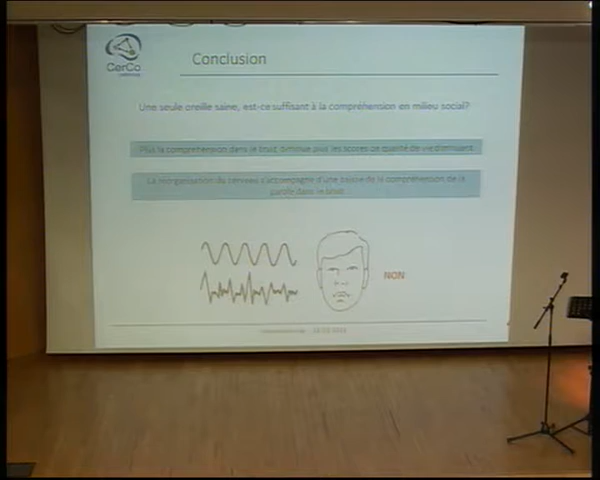 CerCo
Conclusion
Une seule oreille saine, est-ce suffisant à la compréhension en milieu social?
Plus la compréhension dans le bruit diminue plus les scores de qualité de vie diminuent
La réorganisation du cerveau s'accompagne d'une baisse de la compréhension de la
parole dans le bruit
NON